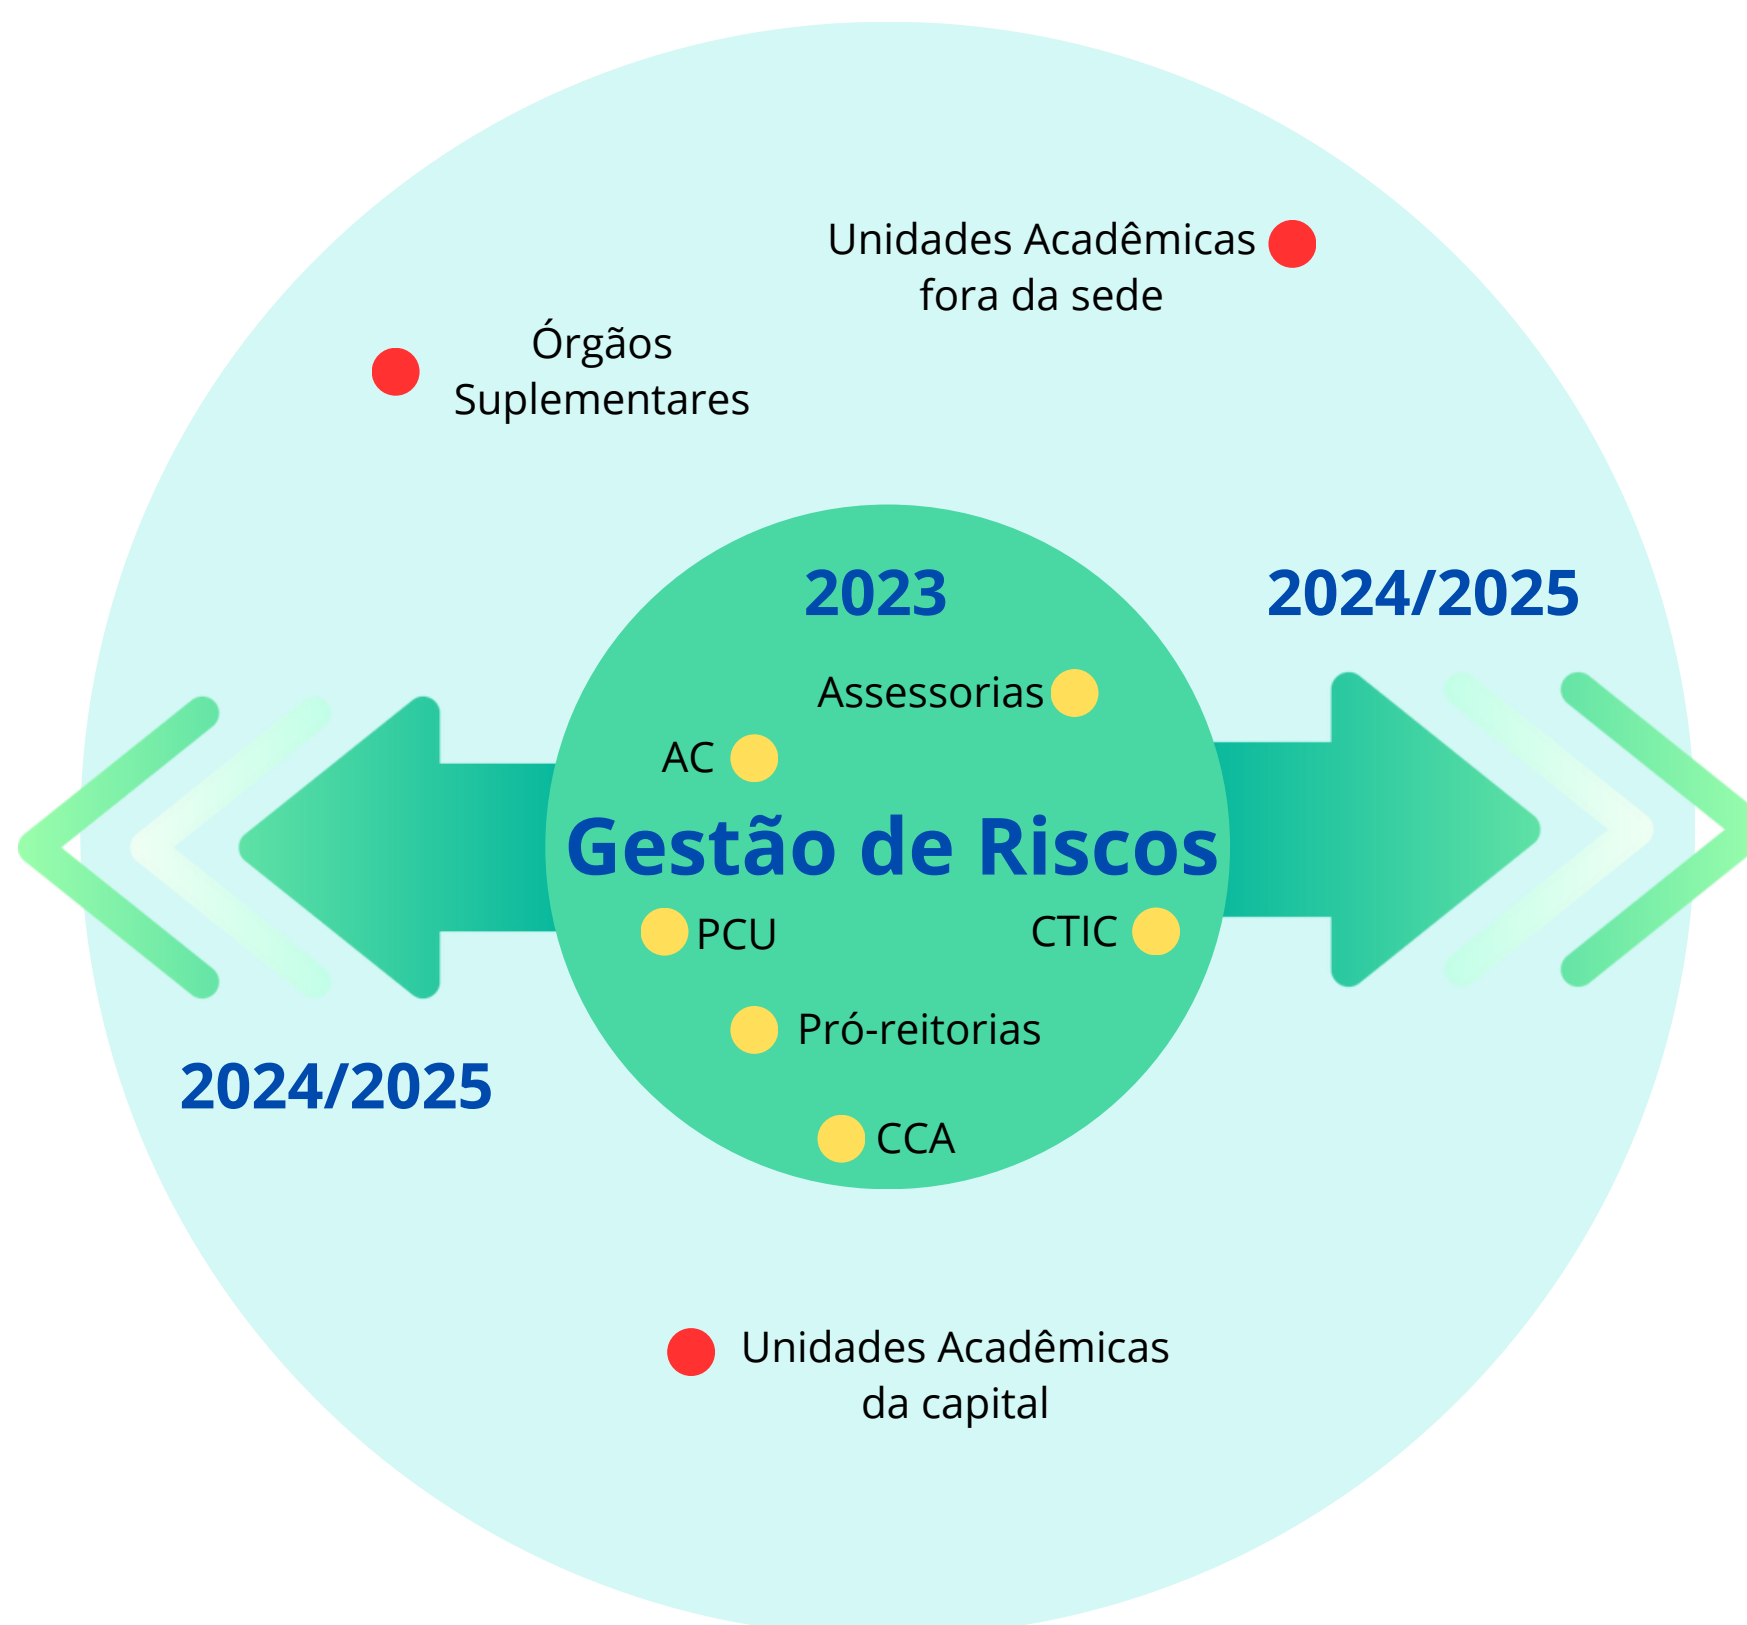 Unidades Acadêmicas
fora da sede
Órgãos
Suplementares
2023
2024/2025
Assessorias
AC
Gestão de Riscos
PCU
CTIC
Pró-reitorias
2024/2025
CCA
Unidades Acadêmicas
da capital